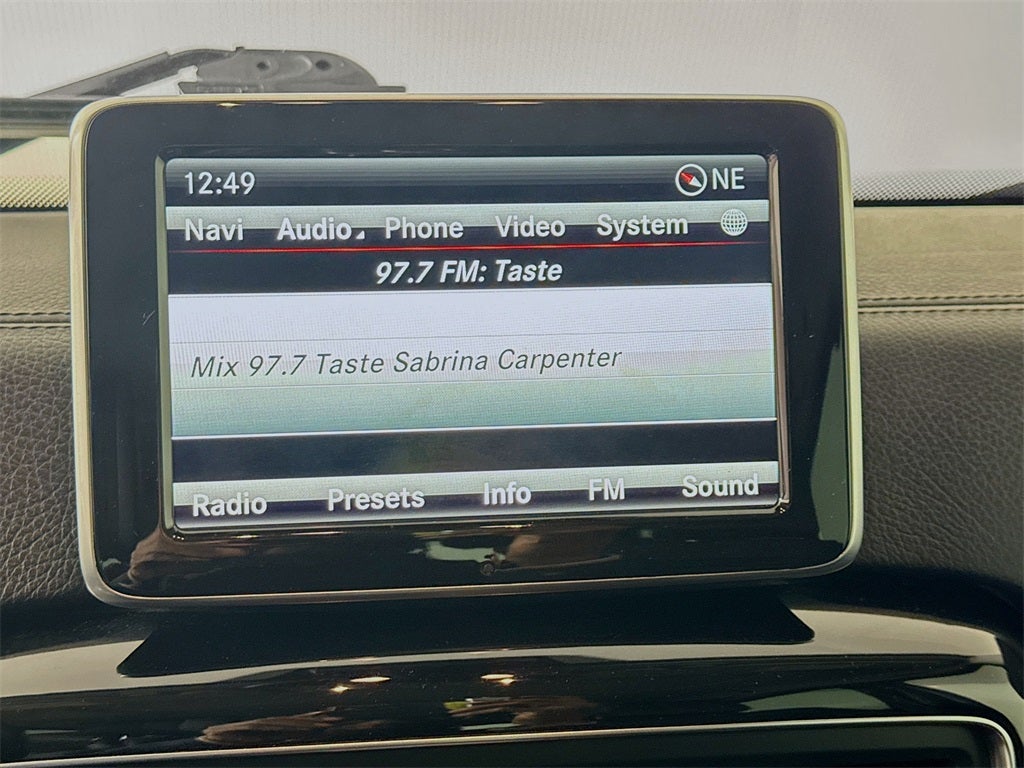 12:49 NE
Navi Audio Phone Video System
97.7 FM: Taste
Mix 97.7 Taste Sabrina Carpenter
Radio Presets Info FM Sound